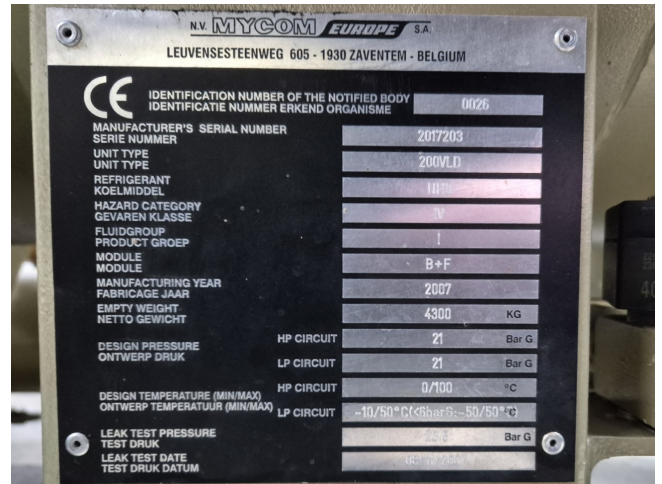 N.V. MYCOM EUROPE S.A.
LEUVENSESTEENWEG 605 - 1930 ZAVENTEM - BELGIUM
CE IDENTIFICATION NUMBER OF THE NOTIFIED BODY
IDENTIFICATIE NUMMER ERKEND ORGANISME
0026
MANUFACTURER'S SERIAL NUMBER
SERIE NUMMER
2017203
UNIT TYPE
UNIT TYPE
200VLD
REFRIGERANT
KOELMIDDEL
HAZARD CATEGORY
GEVAREN KLASSE
IV
FLUIDGROUP
PRODUCT GROEP
I
MODULE
MODULE
B+F
MANUFACTURING YEAR
FABRICAGE JAAR
2007
EMPTY WEIGHT
NETTO GEWICHT
4300 KG
DESIGN PRESSURE
ONTWERP DRUK
HP CIRCUIT 21 Bar G
LP CIRCUIT 21 Bar G
DESIGN TEMPERATURE (MIN/MAX)
ONTWERP TEMPERATUUR (MIN/MAX)
HP CIRCUIT 0/100 °C
LP CIRCUIT -10/50°C(<6barG:-50/50°C)
LEAK TEST PRESSURE
TEST DRUK
Bar G
LEAK TEST DATE
TEST DRUK DATUM